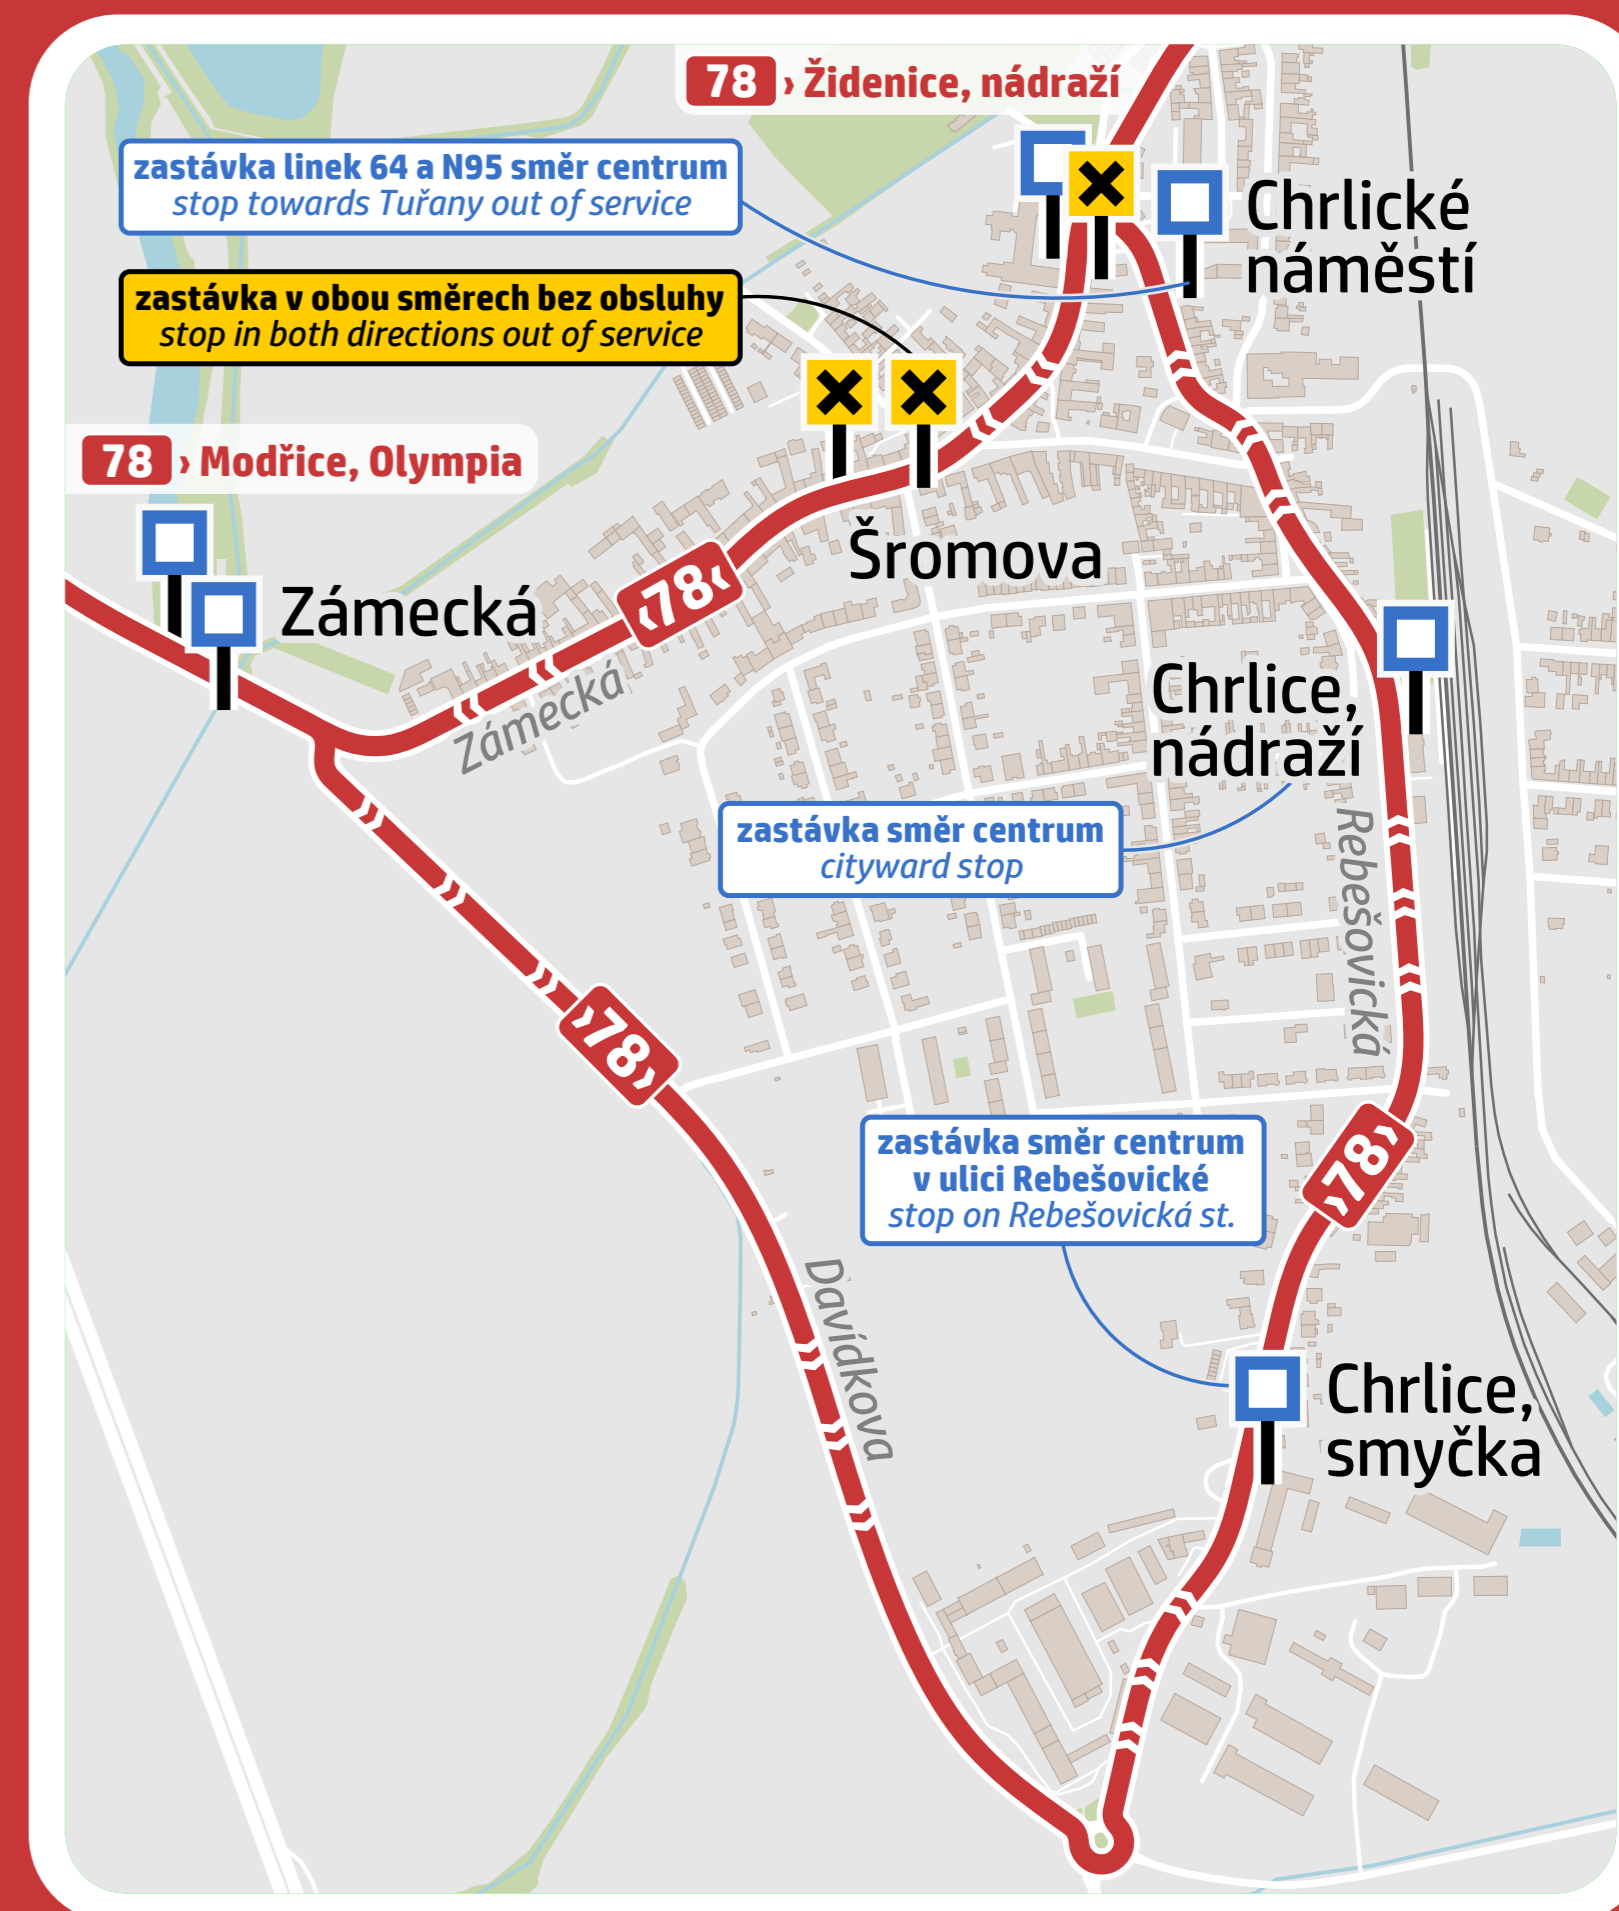 78 › Židenice, nádraží
zastávka linek 64 a N95 směr centrum
stop towards Tuřany out of service
Chrlické
náměstí
zastávka v obou směrech bez obsluhy
stop in both directions out of service
78 › Modřice, Olympia
Šromova
‹78‹
Zámecká
Zámecká
Chrlice,
nádraží
zastávka směr centrum
cityward stop
Rebešovická
›78›
zastávka směr centrum
v ulici Rebešovické
stop on Rebešovická st.
›78›
Davídkova
Chrlice,
smyčka